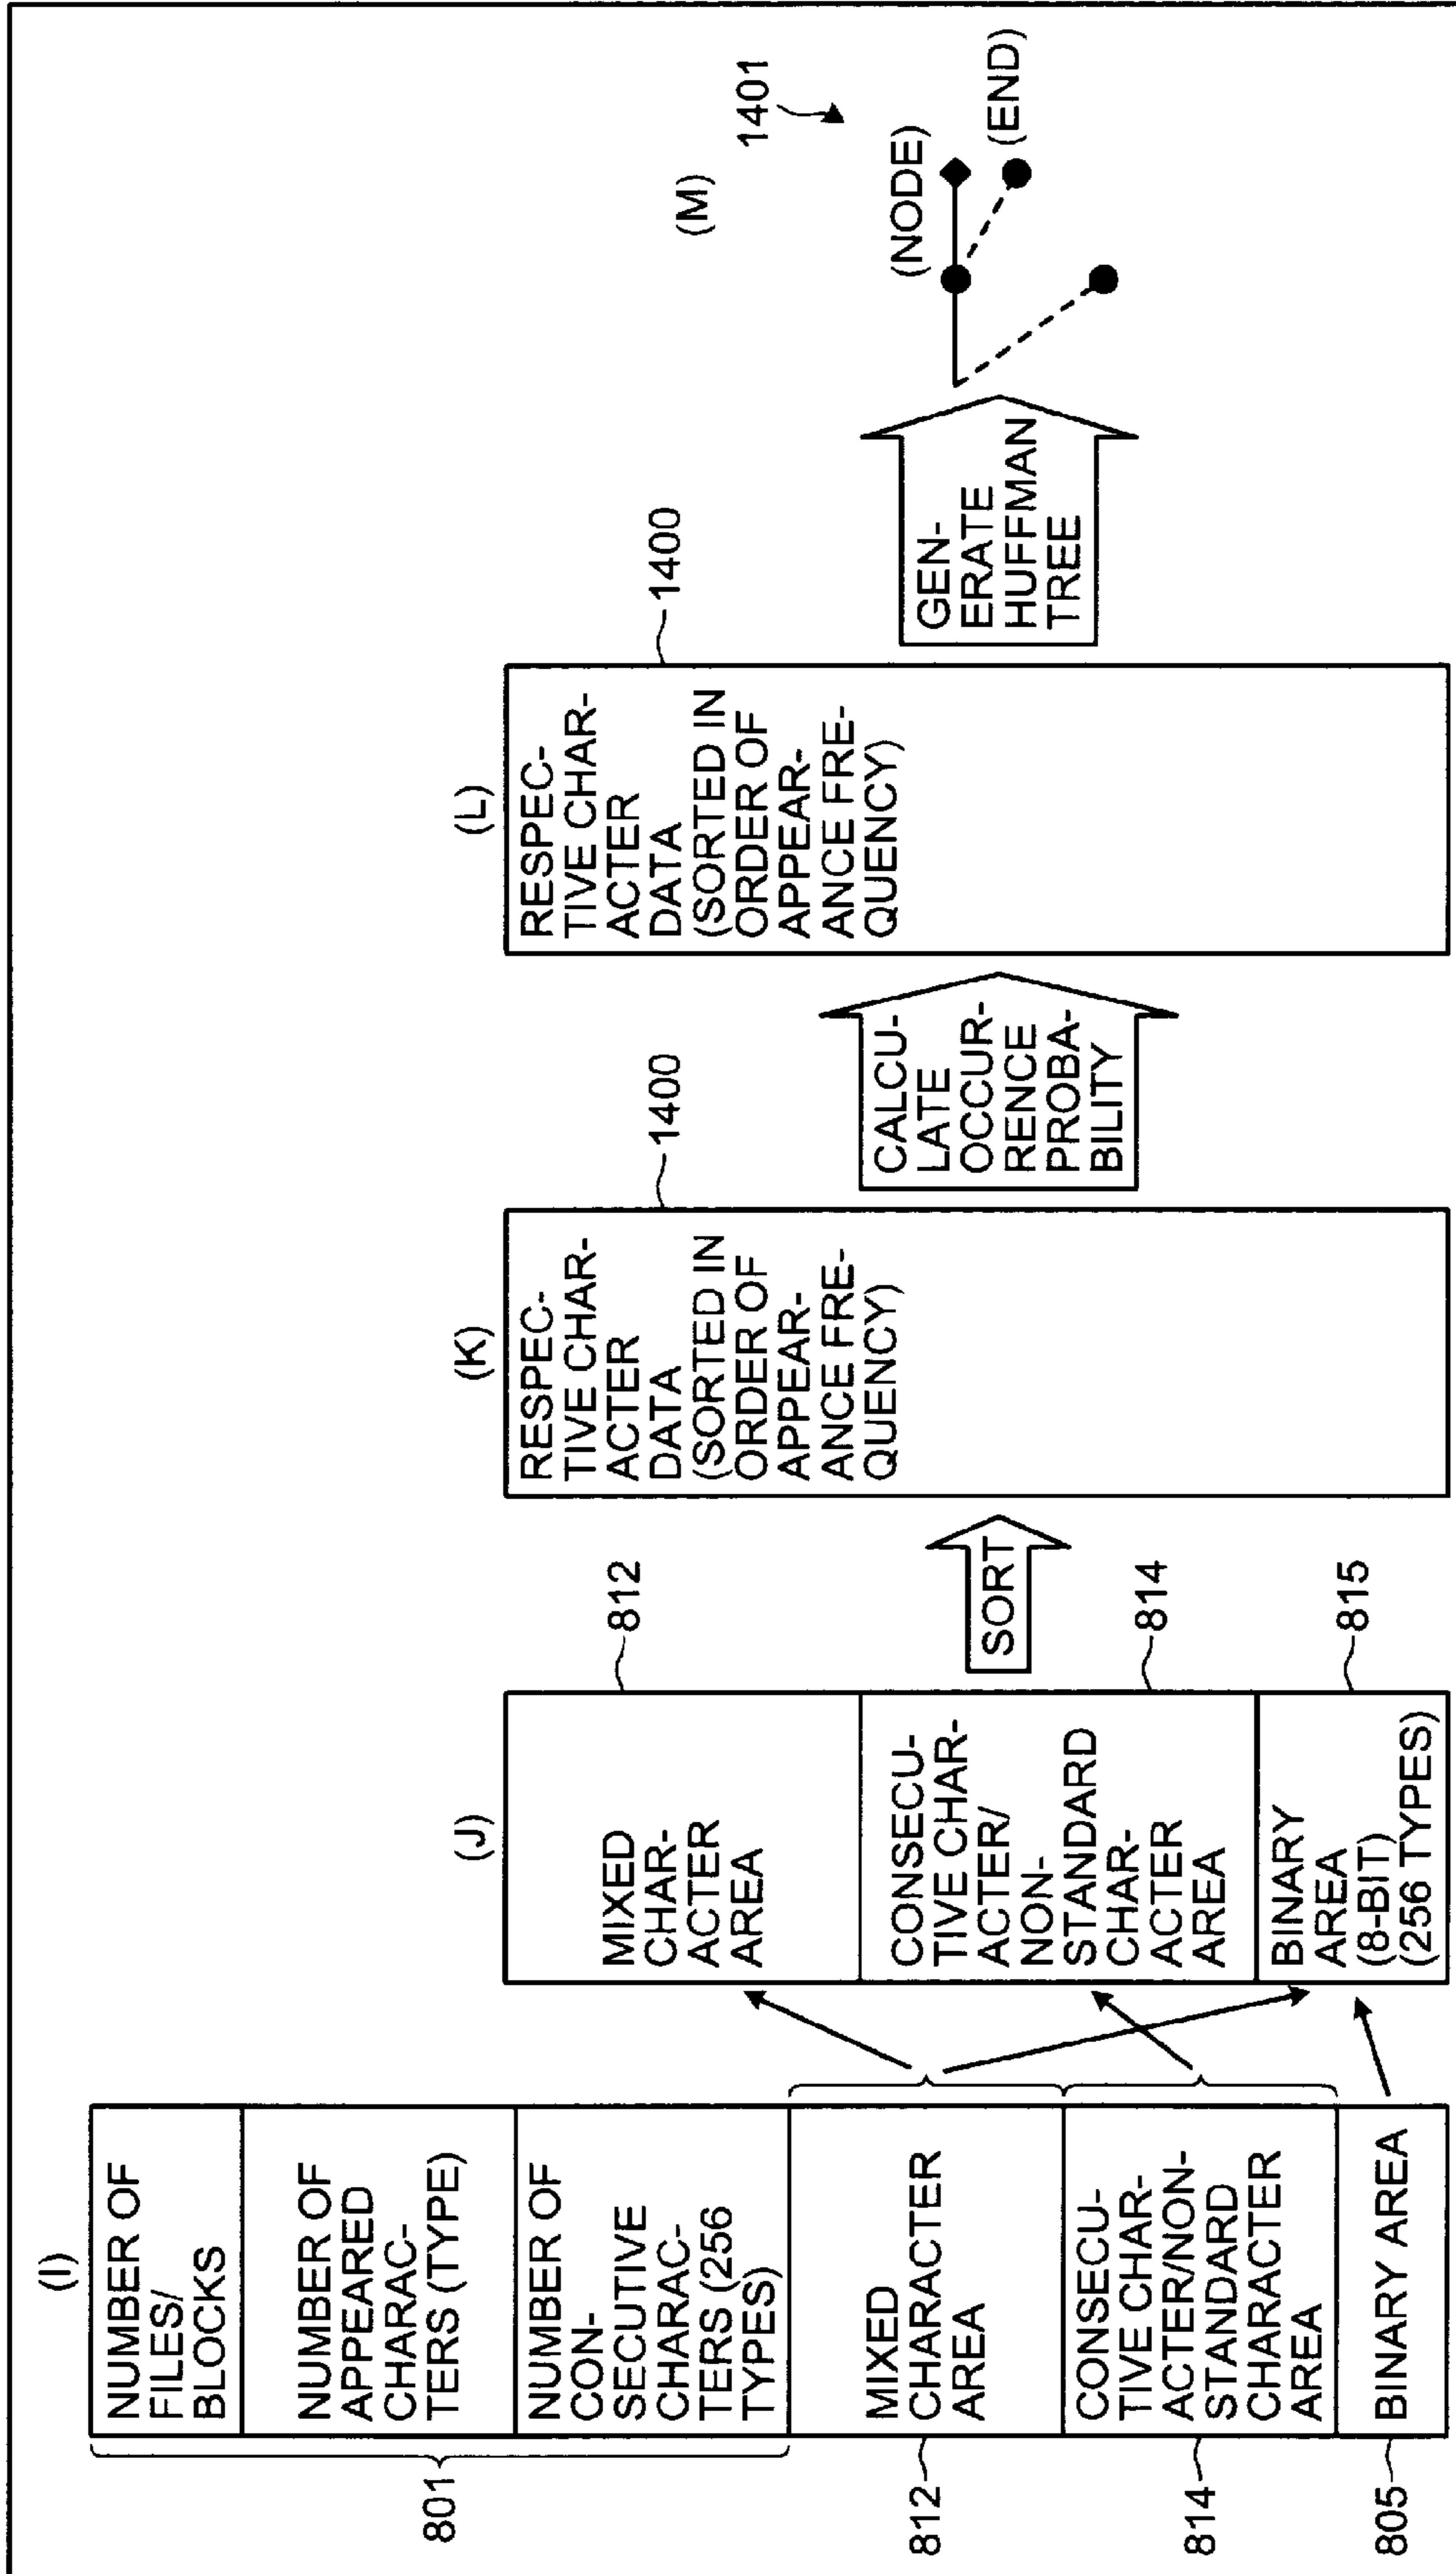 (I)
NUMBER OF
FILES/
BLOCKS
NUMBER OF
APPEARED
CHARAC-
TERS (TYPE)
NUMBER OF
CON-
SECUTIVE
CHARAC-
TERS (256
TYPES)
MIXED
CHARACTER
AREA
CONSECU-
TIVE CHAR-
ACTER/NON-
STANDARD
CHARACTER
AREA
BINARY AREA
801
812
814
805
(J)
MIXED
CHAR-
ACTER
AREA
CONSECU-
TIVE CHAR-
ACTER/
NON-
STANDARD
CHAR-
ACTER
AREA
BINARY
AREA
(8-BIT)
(256 TYPES)
812
814
815
SORT
(K)
RESPEC-
TIVE CHAR-
ACTER
DATA
(SORTED IN
ORDER OF
APPEAR-
ANCE FRE-
QUENCY)
1400
CALCU-
LATE
OCCUR-
RENCE
PROBA-
BILITY
(L)
RESPEC-
TIVE CHAR-
ACTER
DATA
(SORTED IN
ORDER OF
APPEAR-
ANCE FRE-
QUENCY)
1400
GEN-
ERATE
HUFFMAN
TREE
(M)
1401
(NODE)
(END)